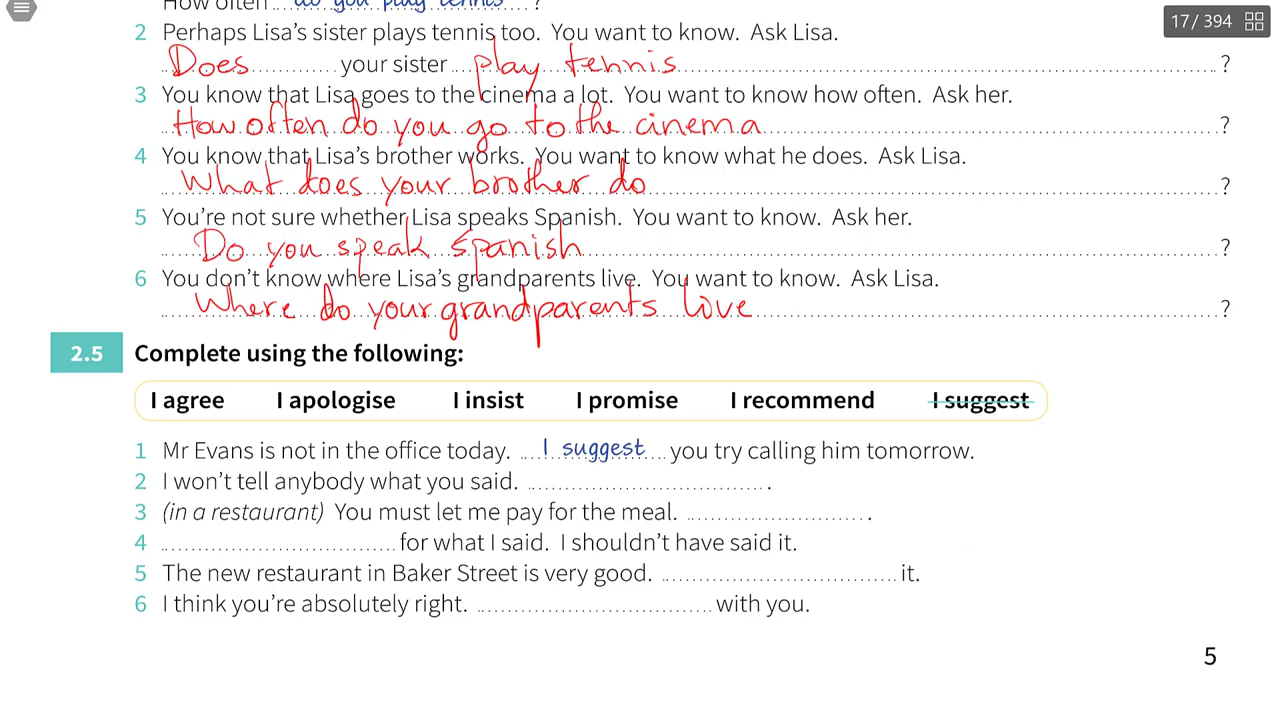 17/ 394
How often do you play tennis ?
2 Perhaps Lisa's sister plays tennis too. You want to know. Ask Lisa.
Does your sister play tennis ?
3 You know that Lisa goes to the cinema a lot. You want to know how often. Ask her.
How often do you go to the cinema ?
4 You know that Lisa's brother works. You want to know what he does. Ask Lisa.
What does your brother do ?
5 You're not sure whether Lisa speaks Spanish. You want to know. Ask her.
Do you speak spanish ?
6 You don't know where Lisa's grandparents live. You want to know. Ask Lisa.
Where do your grandparents love ?
2.5 Complete using the following:
I agree I apologise I insist I promise I recommend I suggest
1 Mr Evans is not in the office today. I suggest you try calling him tomorrow.
2 I won't tell anybody what you said. .
3 (in a restaurant) You must let me pay for the meal. .
4 for what I said. I shouldn't have said it.
5 The new restaurant in Baker Street is very good. it.
6 I think you're absolutely right. with you.
5